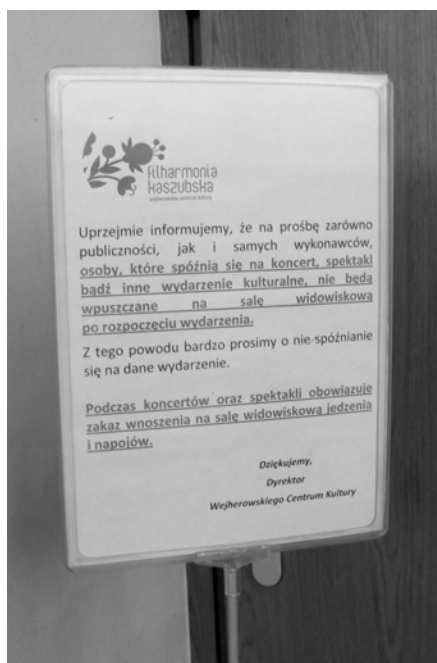 filharmonia
kaszubska
wejherowskie centrum kultury
Uprzejmie informujemy, że na prośbę zarówno
publiczności, jak i samych wykonawców,
osoby, które spóźnią się na koncert, spektakl
bądź inne wydarzenie kulturalne, nie będą
wpuszczane na salę widowiskową
po rozpoczęciu wydarzenia.
Z tego powodu bardzo prosimy o nie spóźnianie
się na dane wydarzenie.
Podczas koncertów oraz spektakli obowiązuje
zakaz wnoszenia na salę widowiskową jedzenia
i napojów.
Dziękujemy,
Dyrektor
Wejherowskiego Centrum Kultury